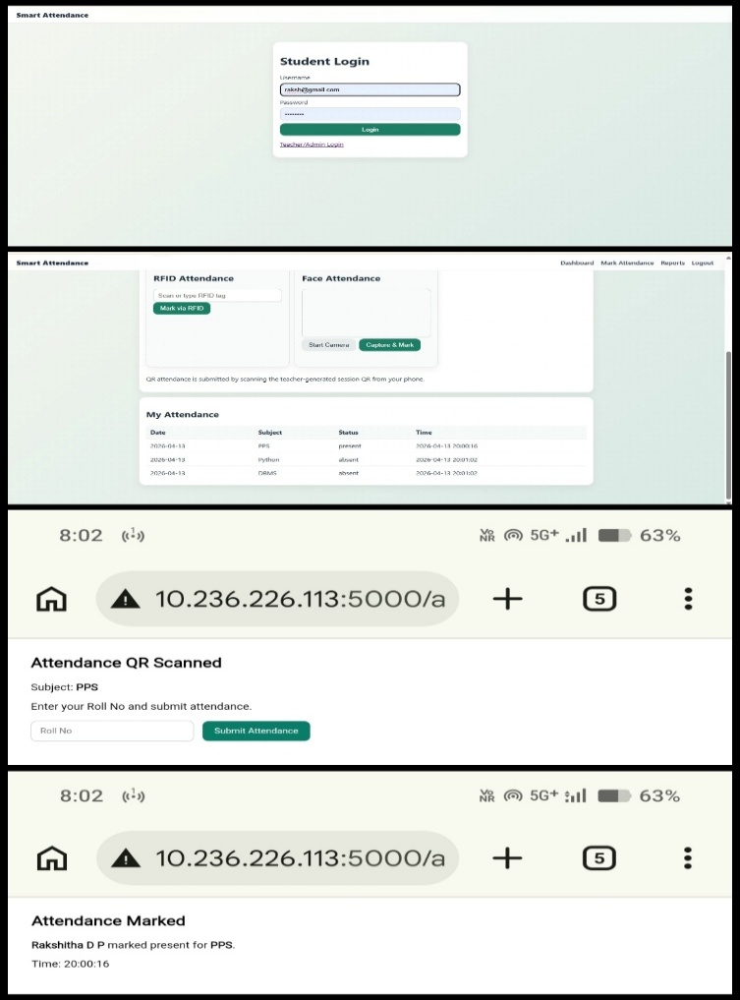 Smart Attendance
Student Login
Username
raksh@gmail.com
Password
••••••••
Login
Teacher/Admin Login
Smart Attendance Dashboard Mark Attendance Reports Logout
RFID Attendance Face Attendance
Scan or type RFID tag
Mark via RFID
Start Camera Capture & Mark
QR attendance is submitted by scanning the teacher-generated session QR from your phone.
My Attendance
Date Subject Status Time
2026-04-13 PPS present 2026-04-13 20:00:16
2026-04-13 Python absent 2026-04-13 20:01:02
2026-04-13 DBMS absent 2026-04-13 20:01:02
8:02 Vo NR 5G+ 63%
10.236.226.113:5000/a 5
Attendance QR Scanned
Subject: PPS
Enter your Roll No and submit attendance.
Roll No Submit Attendance
8:02 Vo NR 5G+ 63%
10.236.226.113:5000/a 5
Attendance Marked
Rakshitha D P marked present for PPS.
Time: 20:00:16